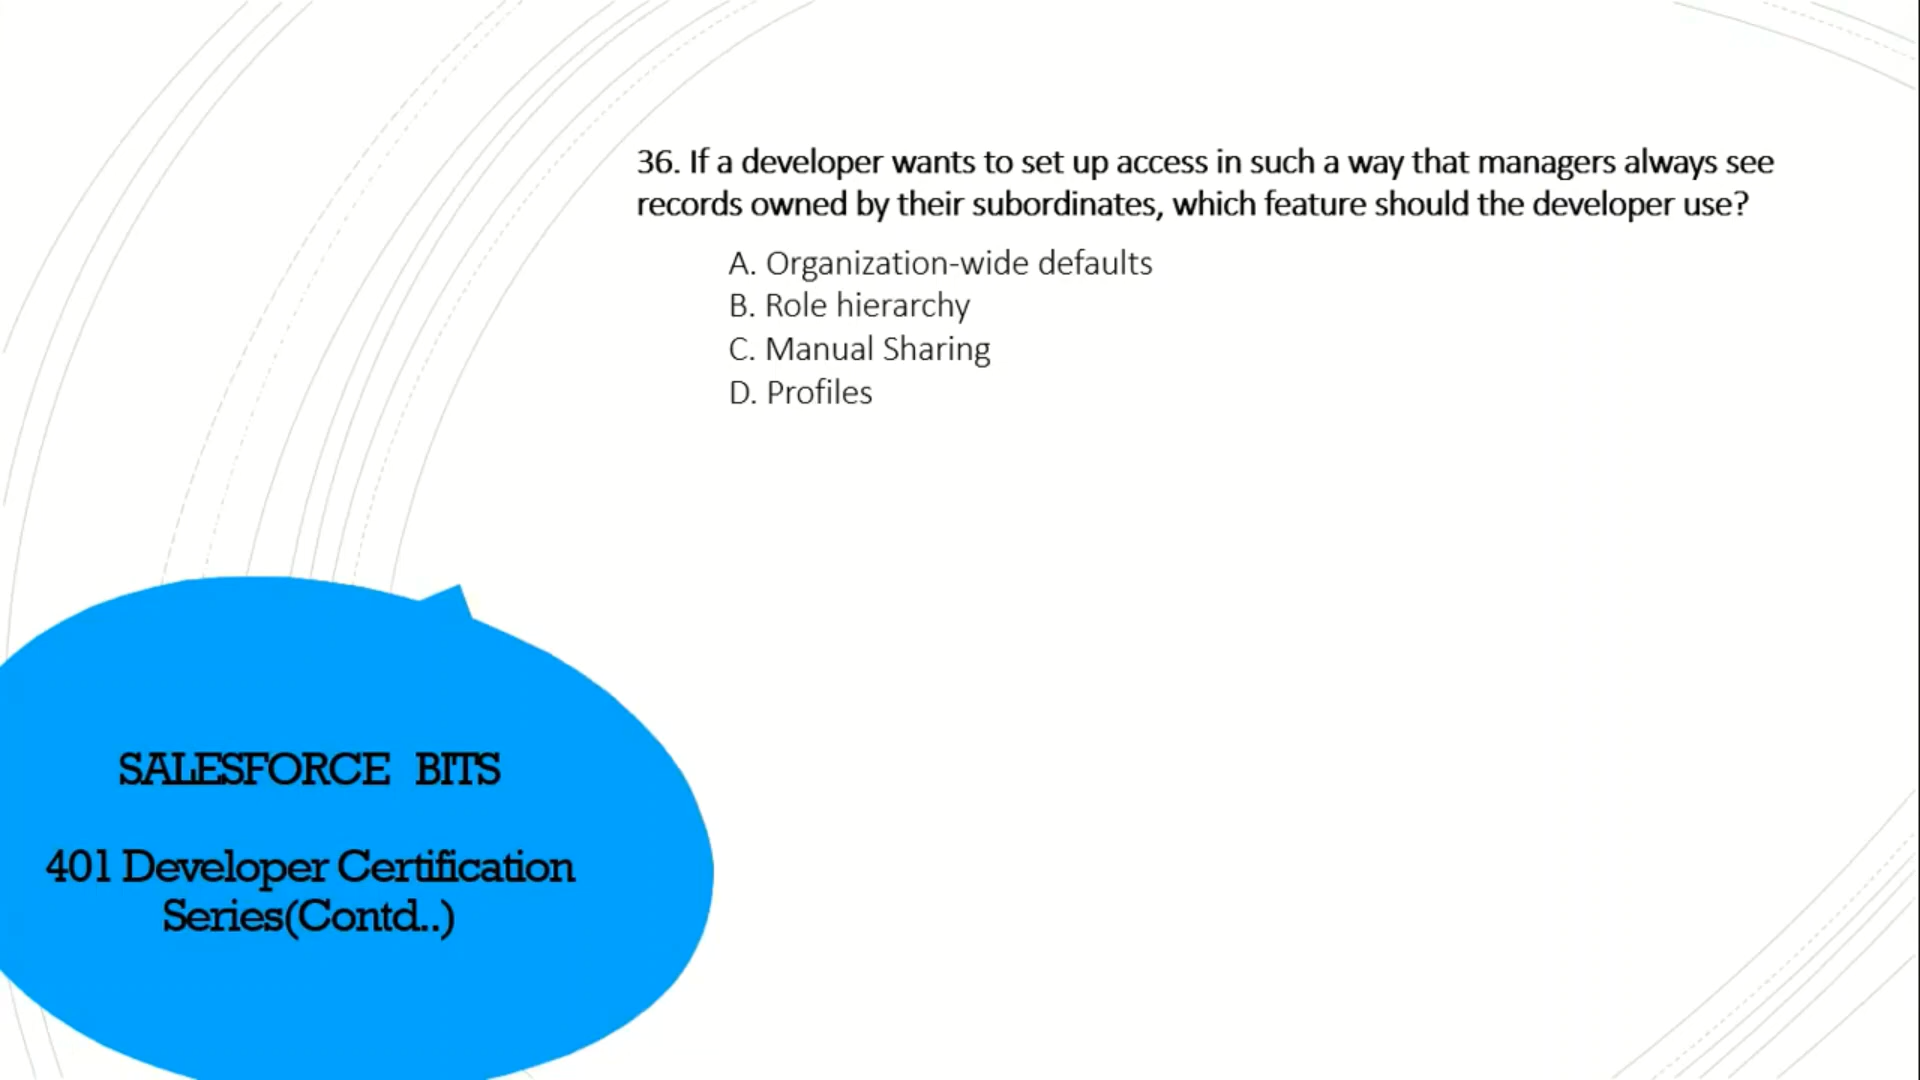 36. If a developer wants to set up access in such a way that managers always see
records owned by their subordinates, which feature should the developer use?
A. Organization-wide defaults
B. Role hierarchy
C. Manual Sharing
D. Profiles
SALESFORCE BITS
401 Developer Certification
Series(Contd..)